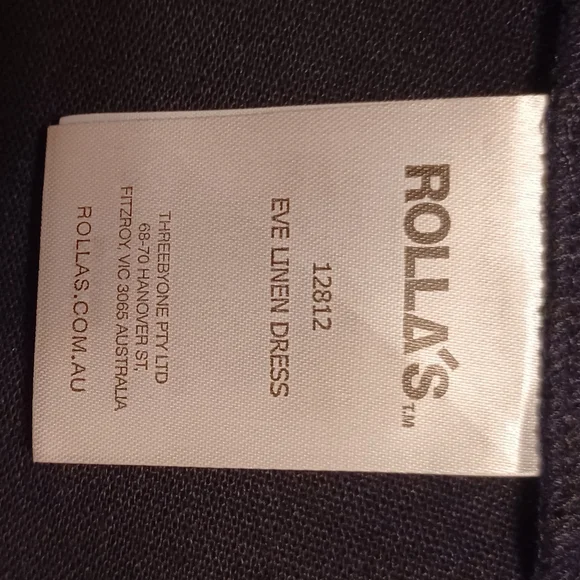 ROLLA'S T.M
12812
EVE LINEN DRESS
THREEBYONE PTY LTD
68-70 HANOVER ST,
FITZROY, VIC 3065 AUSTRALIA
ROLLAS.COM.AU